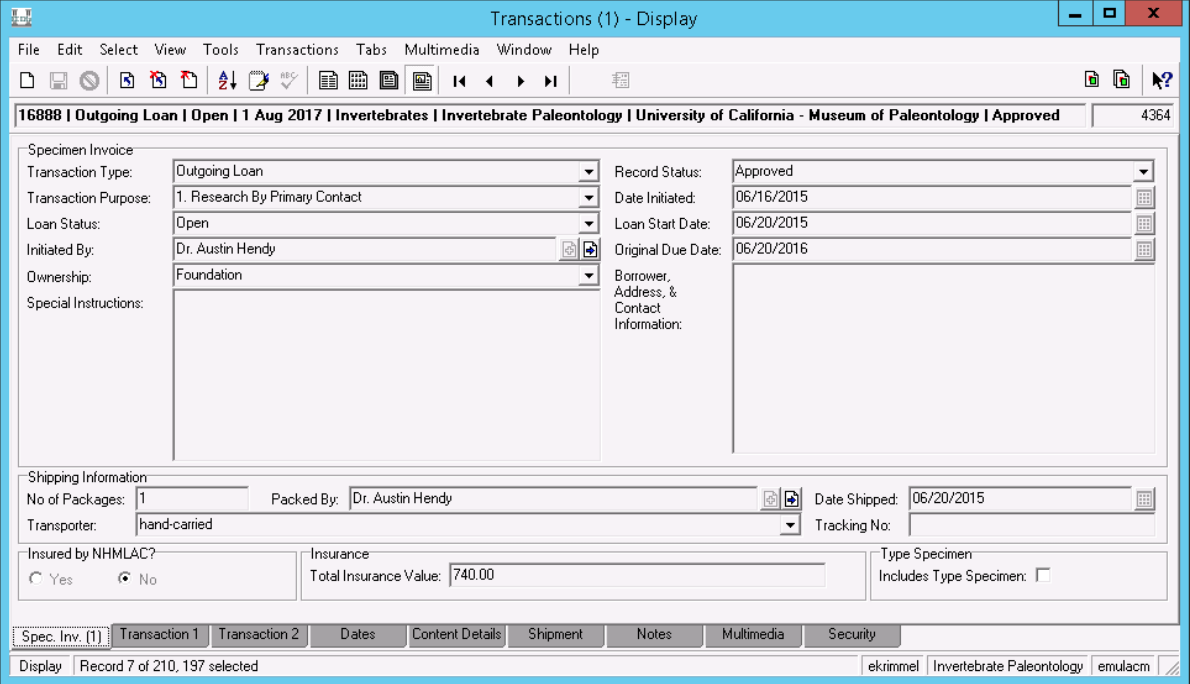 Transactions (1) - Display
File Edit Select View Tools Transactions Tabs Multimedia Window Help
16888 | Outgoing Loan | Open | 1 Aug 2017 | Invertebrates | Invertebrate Paleontology | University of California - Museum of Paleontology | Approved 4364
Specimen Invoice
Transaction Type: Outgoing Loan Record Status: Approved
Transaction Purpose: 1. Research By Primary Contact Date Initiated: 06/16/2015
Loan Status: Open Loan Start Date: 06/20/2015
Initiated By: Dr. Austin Hendy Original Due Date: 06/20/2016
Ownership: Foundation Borrower,
Address, &
Special Instructions: Contact
Information:
Shipping Information
No of Packages: 1 Packed By: Dr. Austin Hendy Date Shipped: 06/20/2015
Transporter: hand-carried Tracking No:
Insured by NHMLAC? Insurance Type Specimen
Yes No Total Insurance Value: 740.00 Includes Type Specimen:
Spec. Inv. (1) Transaction 1 Transaction 2 Dates Content Details Shipment Notes Multimedia Security
Display Record 7 of 210, 197 selected ekrimmel Invertebrate Paleontology emulacm